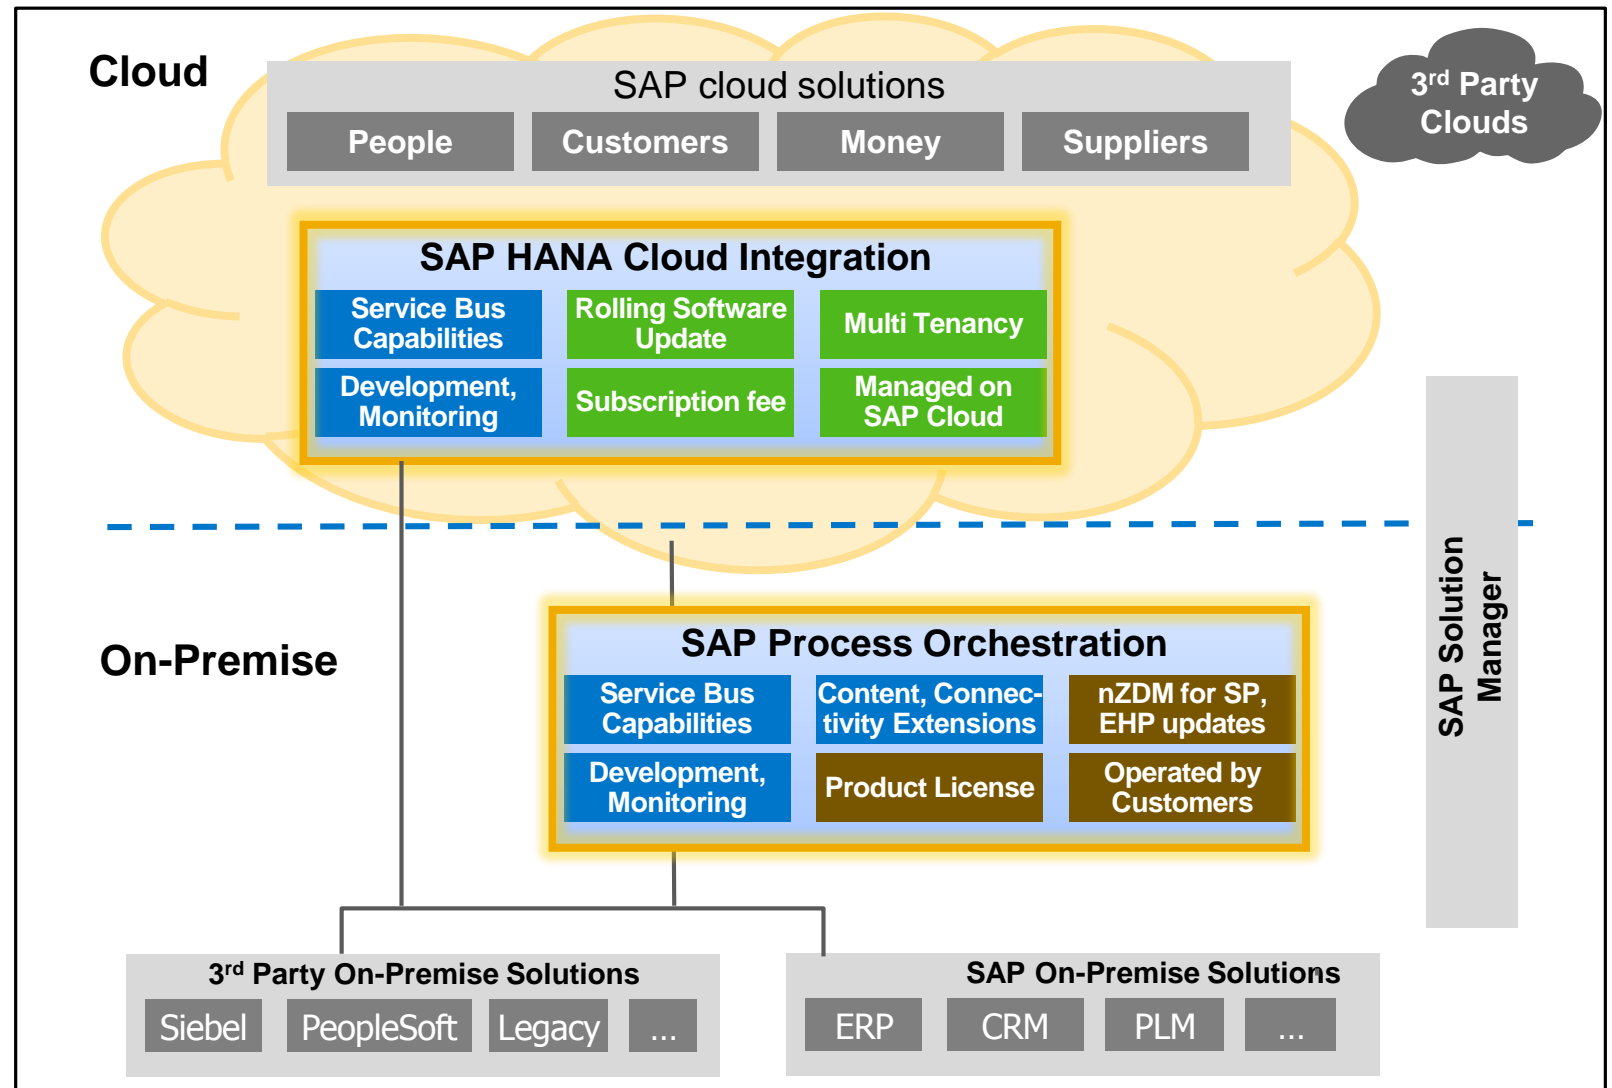 Cloud
SAP cloud solutions
People
Customers
Money
Suppliers
3rd Party
Clouds
SAP HANA Cloud Integration
Service Bus
Capabilities
Rolling Software
Update
Multi Tenancy
Development,
Monitoring
Subscription fee
Managed on
SAP Cloud
On-Premise
SAP Process Orchestration
Service Bus
Capabilities
Content, Connec-
tivity Extensions
nZDM for SP,
EHP updates
Development,
Monitoring
Product License
Operated by
Customers
SAP Solution
Manager
3rd Party On-Premise Solutions
Siebel
PeopleSoft
Legacy
...
SAP On-Premise Solutions
ERP
CRM
PLM
...